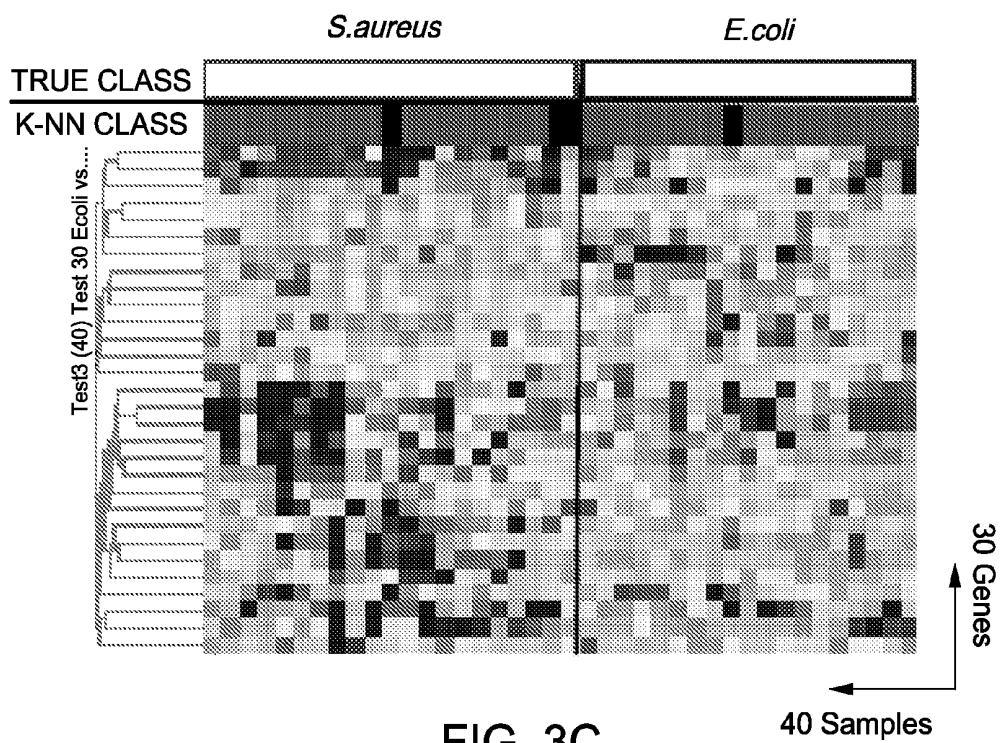 S.aureus
E.coli
TRUE CLASS
K-NN CLASS
Test3 (40) Test 30 Ecoli vs....
30 Genes
40 Samples
FIG. 3C